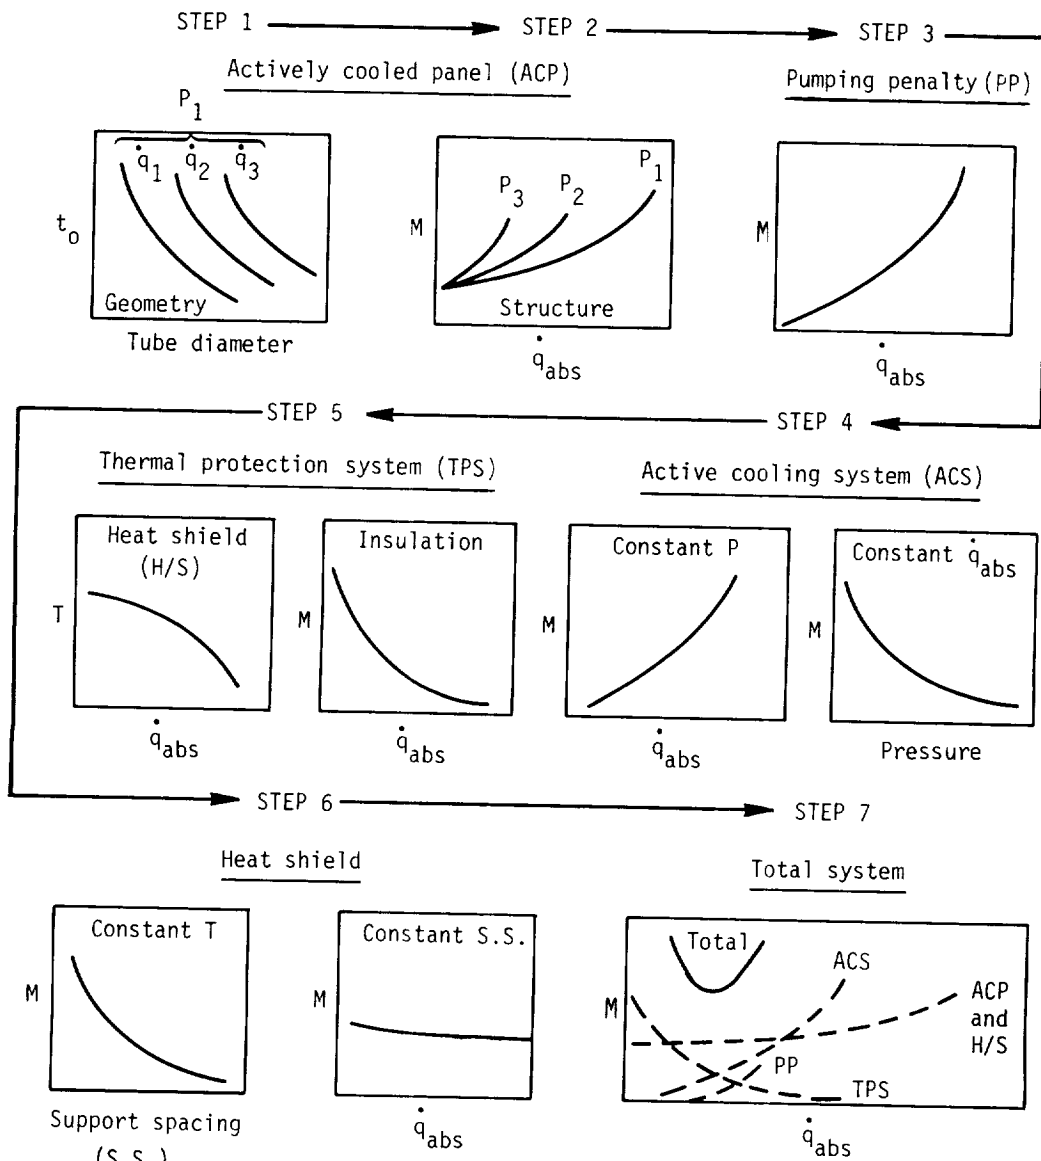 STEP 1 STEP 2 STEP 3
Actively cooled panel (ACP)
Pumping penalty (PP)
P1
q̇1 q̇2 q̇3
to
Geometry
Tube diameter
M
P3 P2 P1
Structure
q̇abs
M
q̇abs
STEP 5 STEP 4
Thermal protection system (TPS)
Active cooling system (ACS)
Heat shield
(H/S)
T
q̇abs
Insulation
M
q̇abs
Constant P
M
q̇abs
Constant q̇abs
M
Pressure
STEP 6 STEP 7
Heat shield
Total system
Constant T
M
Support spacing
(S.S.)
Constant S.S.
M
q̇abs
Total
ACS
M
ACP
and
H/S
PP
TPS
q̇abs